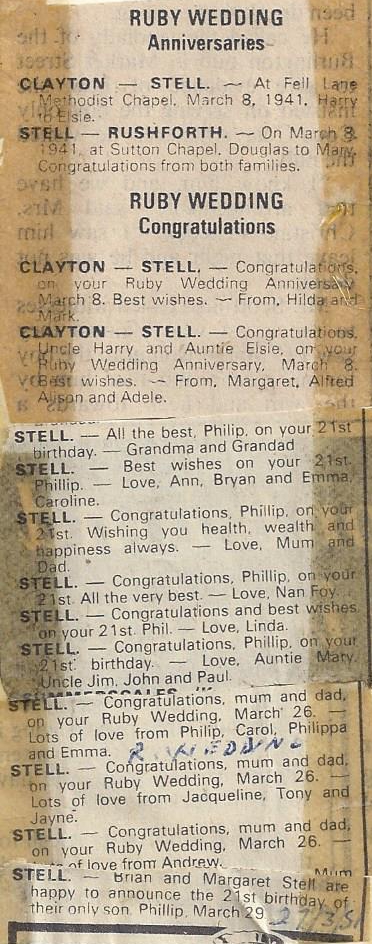 RUBY WEDDING
Anniversaries
CLAYTON — STELL. — At Fell Lane
Methodist Chapel, March 8, 1941, Harry
to Elsie.
STELL — RUSHFORTH. — On March 8,
1941, at Sutton Chapel, Douglas to Mary.
Congratulations from both families.
RUBY WEDDING
Congratulations
CLAYTON — STELL. — Congratulations,
on your Ruby Wedding Anniversary
March 8. Best wishes. — From, Hilda and
Mark.
CLAYTON — STELL. — Congratulations,
Uncle Harry and Auntie Elsie, on your
Ruby Wedding Anniversary, March 8.
Best wishes. — From, Margaret, Alfred
Alison and Adele.
STELL. — All the best, Philip, on your 21st
birthday. — Grandma and Grandad
STELL. — Best wishes on your 21st.
Phillip. — Love, Ann, Bryan and Emma,
Caroline.
STELL. — Congratulations, Phillip, on your
21st. Wishing you health, wealth and
happiness always. — Love, Mum and
Dad.
STELL. — Congratulations, Phillip, on your
21st. All the very best. — Love, Nan Foy.
STELL. — Congratulations and best wishes
on your 21st. Phil. — Love, Linda.
STELL. — Congratulations, Phillip, on your
21st birthday. — Love, Auntie Mary,
Uncle Jim, John and Paul.
STELL. — Congratulations, mum and dad,
on your Ruby Wedding, March 26. —
Lots of love from Philip, Carol, Philippa
and Emma. R. WEDDING
STELL. — Congratulations, mum and dad,
on your Ruby Wedding, March 26. —
Lots of love from Jacqueline, Tony and
Jayne.
STELL. — Congratulations, mum and dad,
on your Ruby Wedding, March 26. —
of love from Andrew.
Mum
STELL. — Brian and Margaret Stell are
happy to announce the 21st birthday of
their only son, Phillip, March 29